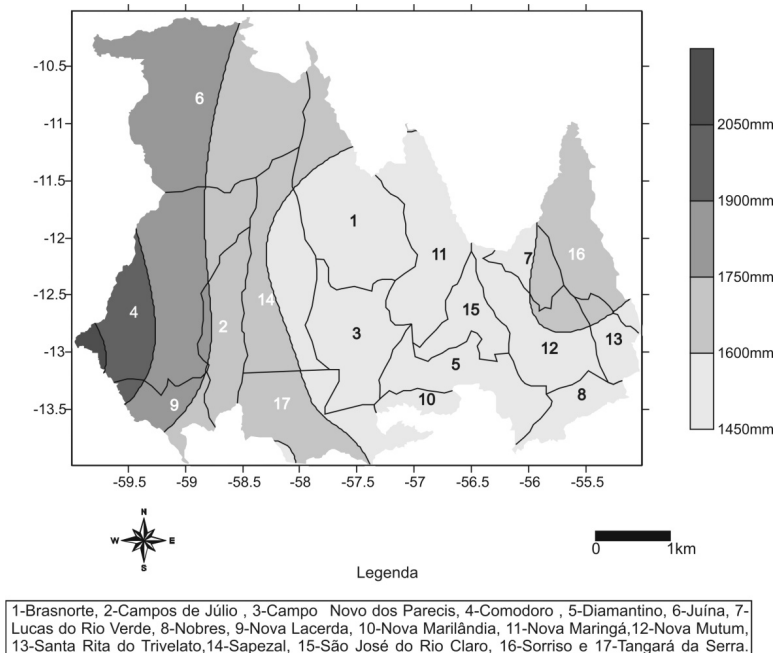 -10.5
-11
-11.5
-12
-12.5
-13
-13.5
6
1
11
7
16
4
14
15
2
3
12
13
5
9
17
10
8
2050mm
1900mm
1750mm
1600mm
1450mm
-59.5 -59 -58.5 -58 -57.5 -57 -56.5 -56 -55.5
N
W E
S
0 1km
Legenda
1-Brasnorte, 2-Campos de Júlio , 3-Campo Novo dos Parecis, 4-Comodoro , 5-Diamantino, 6-Juína, 7-
Lucas do Rio Verde, 8-Nobres, 9-Nova Lacerda, 10-Nova Marilândia, 11-Nova Maringá,12-Nova Mutum,
13-Santa Rita do Trivelato,14-Sapezal, 15-São José do Rio Claro, 16-Sorriso e 17-Tangará da Serra.